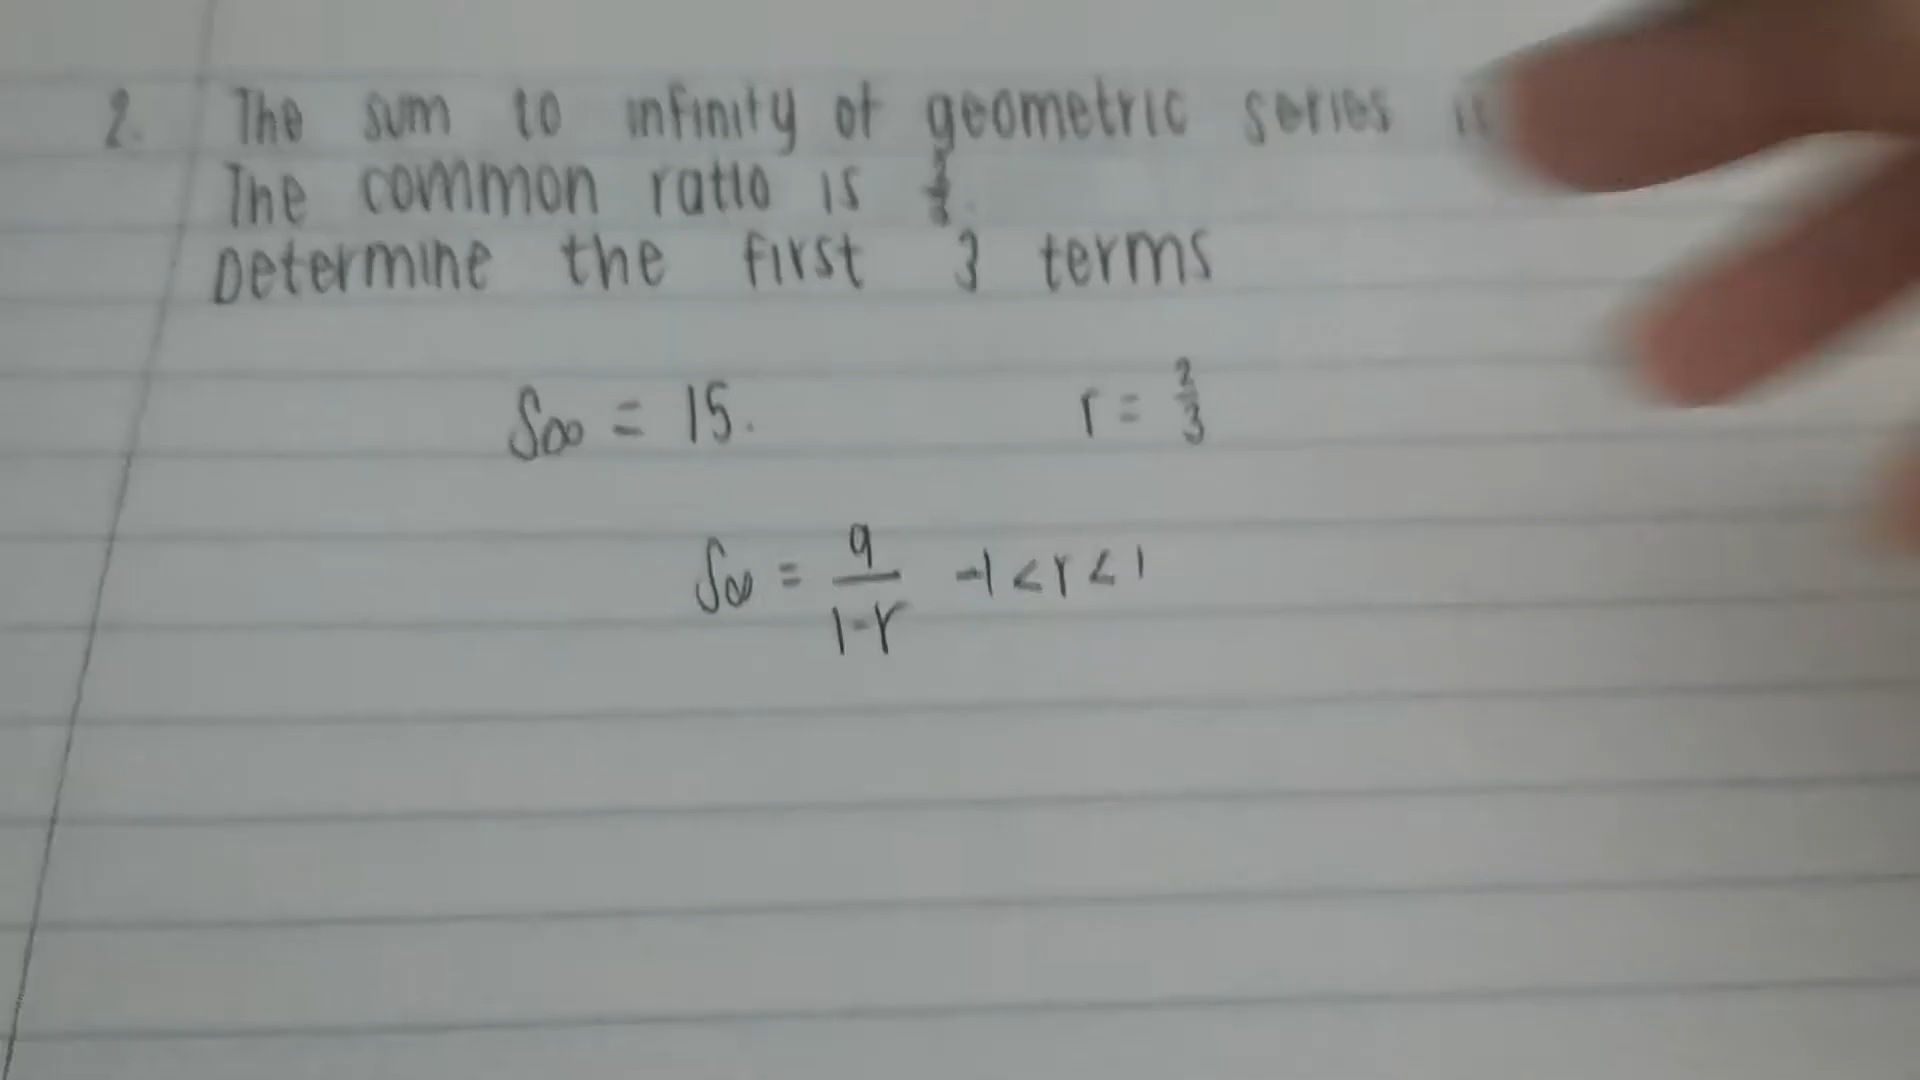 2. The sum to infinity of geometric series is
The common ratio is
Determine the first 3 terms
S∞ = 15. r = 2/3
S∞ = a/1-r -1<r<1